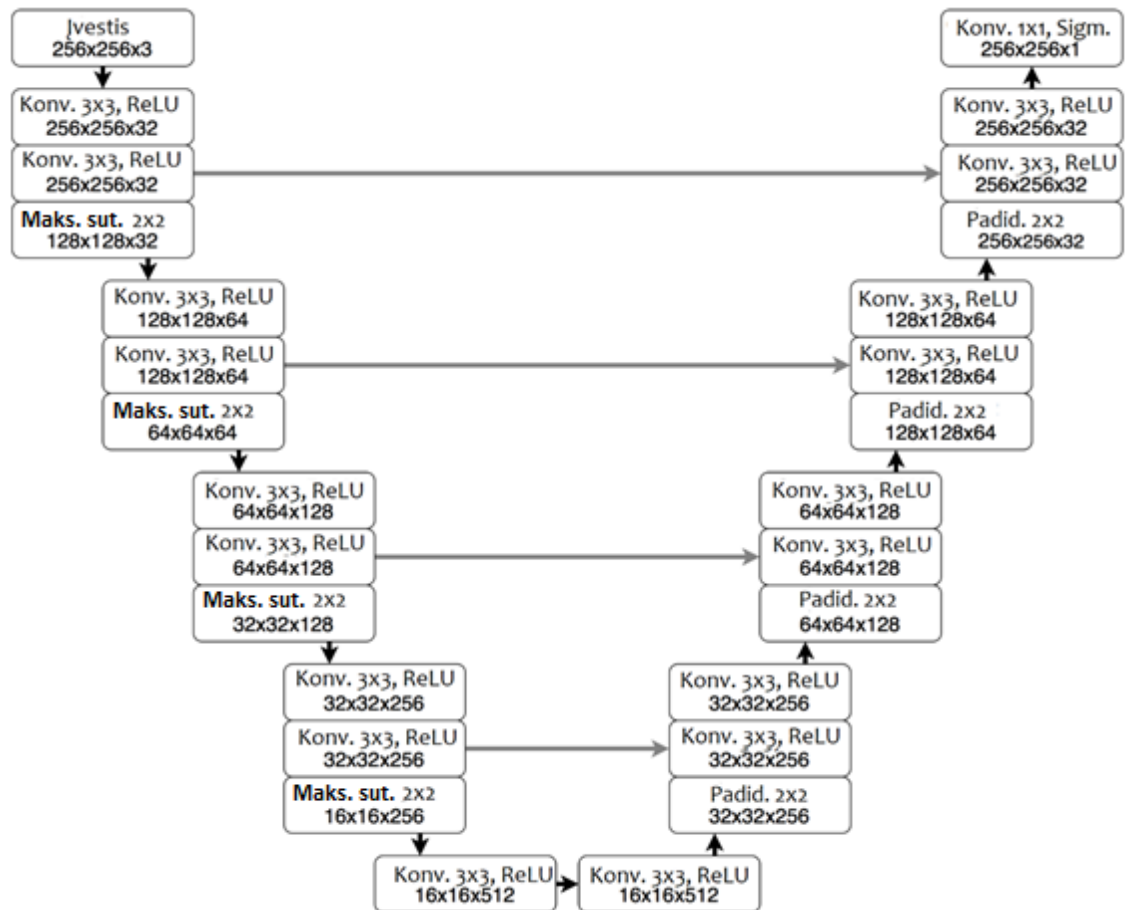 Įvestis
256x256x3
Konv. 3x3, ReLU
256x256x32
Konv. 3x3, ReLU
256x256x32
Maks. sut. 2x2
128x128x32
Konv. 3x3, ReLU
128x128x64
Konv. 3x3, ReLU
128x128x64
Maks. sut. 2x2
64x64x64
Konv. 3x3, ReLU
64x64x128
Konv. 3x3, ReLU
64x64x128
Maks. sut. 2x2
32x32x128
Konv. 3x3, ReLU
32x32x256
Konv. 3x3, ReLU
32x32x256
Maks. sut. 2x2
16x16x256
Konv. 3x3, ReLU
16x16x512
Konv. 3x3, ReLU
16x16x512
Konv. 3x3, ReLU
32x32x256
Konv. 3x3, ReLU
32x32x256
Padid. 2x2
32x32x256
Konv. 3x3, ReLU
64x64x128
Konv. 3x3, ReLU
64x64x128
Padid. 2x2
64x64x128
Konv. 3x3, ReLU
128x128x64
Konv. 3x3, ReLU
128x128x64
Padid. 2x2
128x128x64
Konv. 1x1, Sigm.
256x256x1
Konv. 3x3, ReLU
256x256x32
Konv. 3x3, ReLU
256x256x32
Padid. 2x2
256x256x32